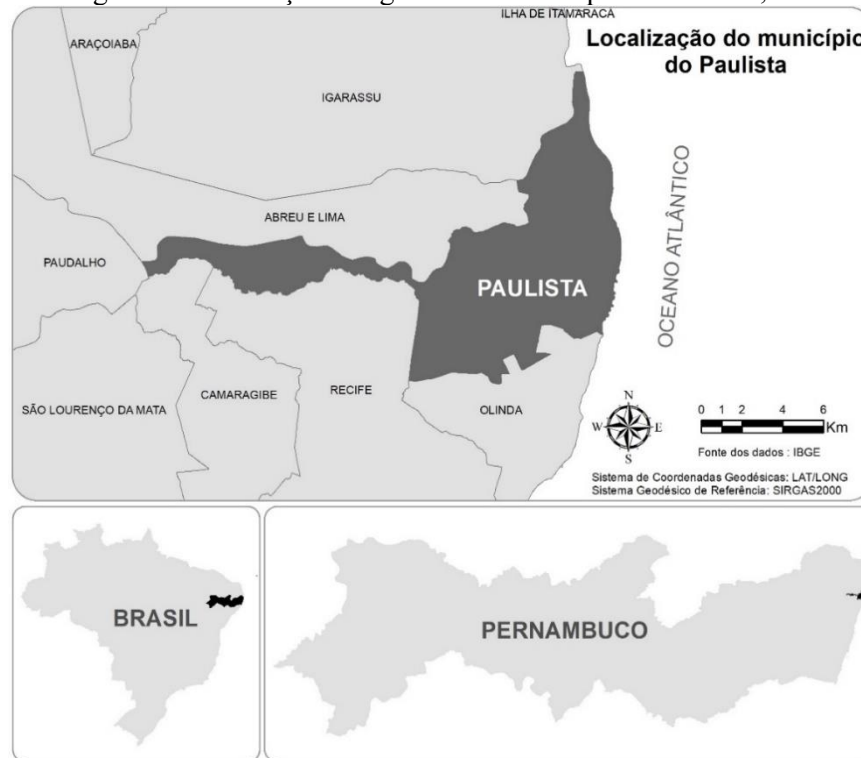 ILHA DE ITAMARACÁ
ARAÇOIABA
Localização do município
do Paulista
IGARASSU
OCEANO ATLÂNTICO
ABREU E LIMA
PAUDALHO
PAULISTA
CAMARAGIBE
RECIFE
SÃO LOURENÇO DA MATA
OLINDA
N
W
E
S
0 1 2 4 6
Km
Fonte dos dados : IBGE
Sistema de Coordenadas Geodésicas: LAT/LONG
Sistema Geodésico de Referência: SIRGAS2000
BRASIL
PERNAMBUCO